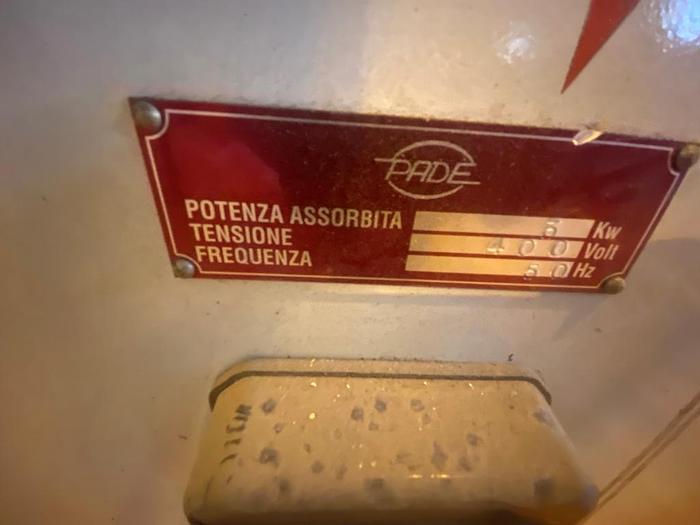 PADE
POTENZA ASSORBITA 5 Kw
TENSIONE 400 Volt
FREQUENZA 50 Hz